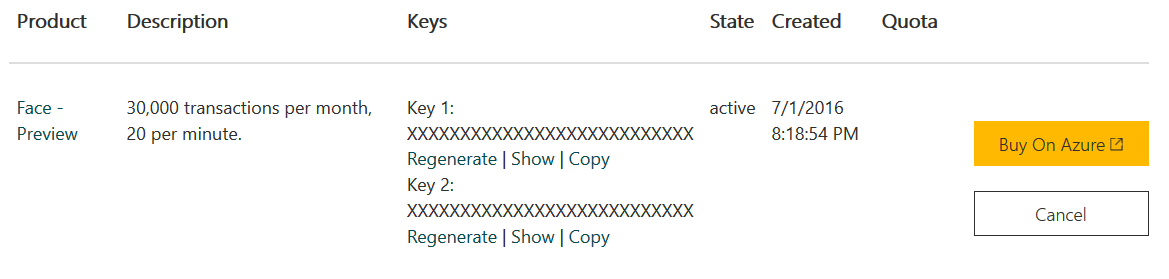 Product Description Keys State Created Quota
Face - 30,000 transactions per month, Key 1: active 7/1/2016
Preview 20 per minute. XXXXXXXXXXXXXXXXXXXXXXXXXXX 8:18:54 PM
Buy On Azure
Regenerate | Show | Copy
Key 2:
XXXXXXXXXXXXXXXXXXXXXXXXXXX
Cancel
Regenerate | Show | Copy